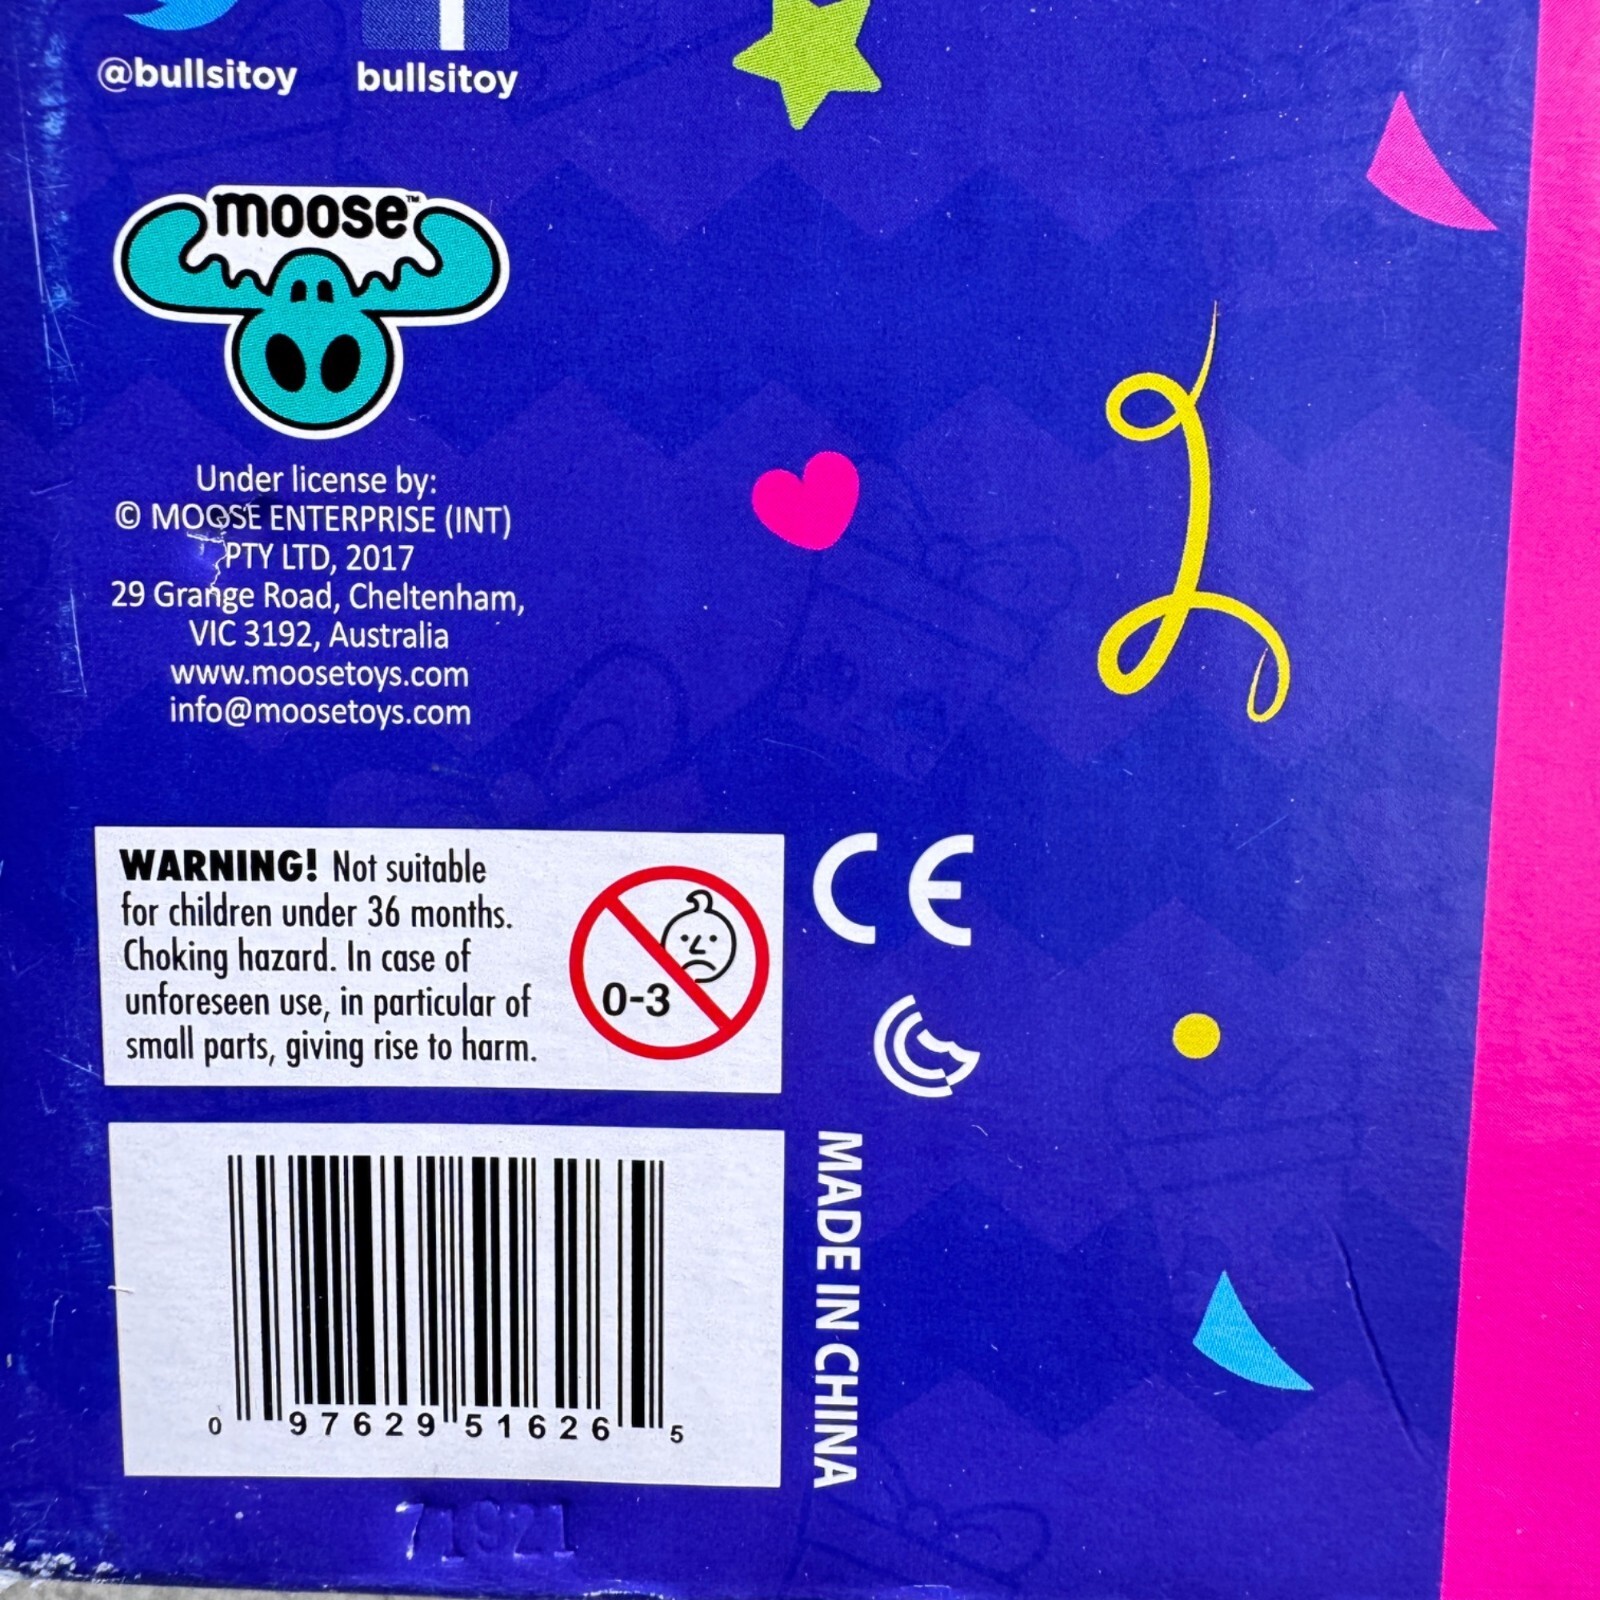 @bullsitoy
bullsitoy
moose™
Under license by:
© MOOSE ENTERPRISE (INT)
PTY LTD, 2017
29 Grange Road, Cheltenham,
VIC 3192, Australia
www.moosetoys.com
info@moosetoys.com
WARNING! Not suitable
for children under 36 months.
Choking hazard. In case of
unforeseen use, in particular of
small parts, giving rise to harm.
0-3
CE
MADE IN CHINA
0 97629 51626 5
71921